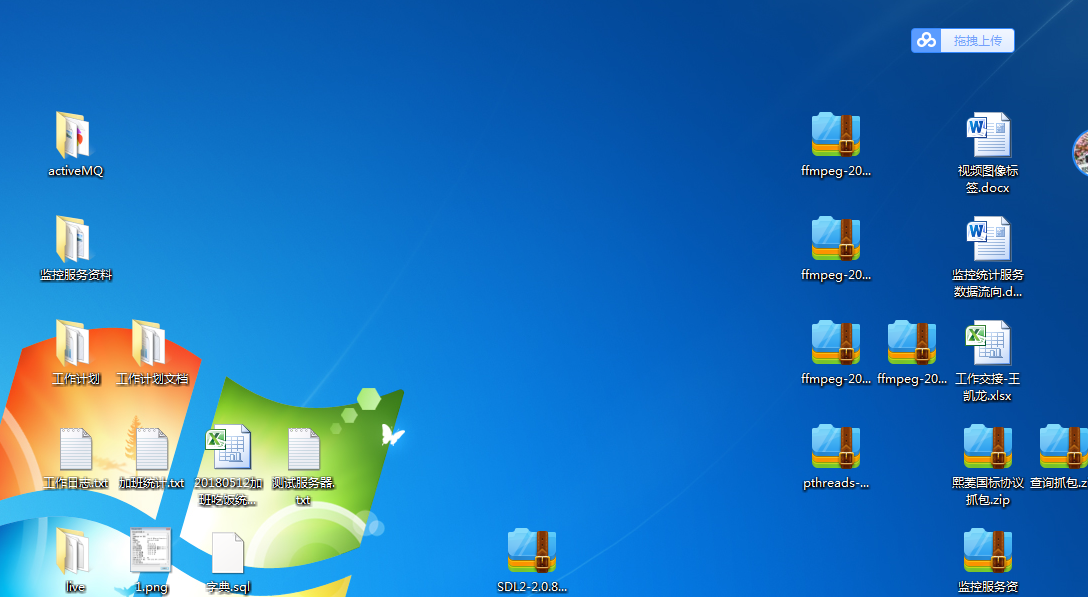 拖拽上传
activeMQ
ffmpeg-20...
视频图像标
签.docx
监控服务资料
ffmpeg-20...
监控统计服务
数据流向.d...
工作计划
工作计划文档
ffmpeg-20...
ffmpeg-20...
工作交接-王
凯龙.xlsx
工作日志.txt
加班统计.txt
20180512加
班吃饭统...
测试服务器.
txt
pthreads-...
熙菱国标协议
抓包.zip
查询抓包.z
live
1.png
字典.sql
SDL2-2.0.8...
监控服务资